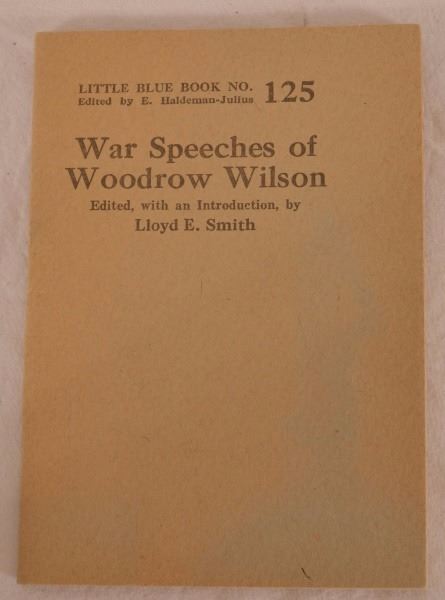 LITTLE BLUE BOOK NO. 125
Edited by E. Haldeman-Julius
War Speeches of
Woodrow Wilson
Edited, with an Introduction, by
Lloyd E. Smith